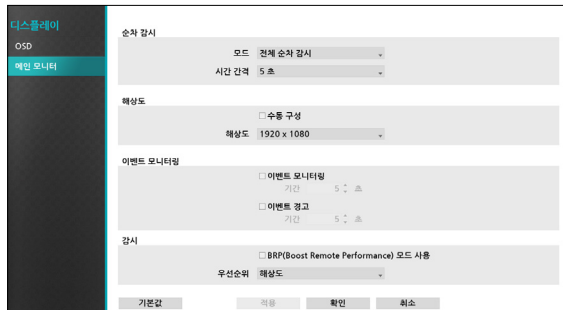 디스플레이
OSD
메인 모니터
순차 감시
모드 전체 순차 감시
시간 간격 5 초
해상도
수동 구성
해상도 1920 x 1080
이벤트 모니터링
이벤트 모니터링
기간 5 초
이벤트 경고
기간 5 초
감시
BRP(Boost Remote Performance) 모드 사용
우선순위 해상도
기본값 적용 확인 취소